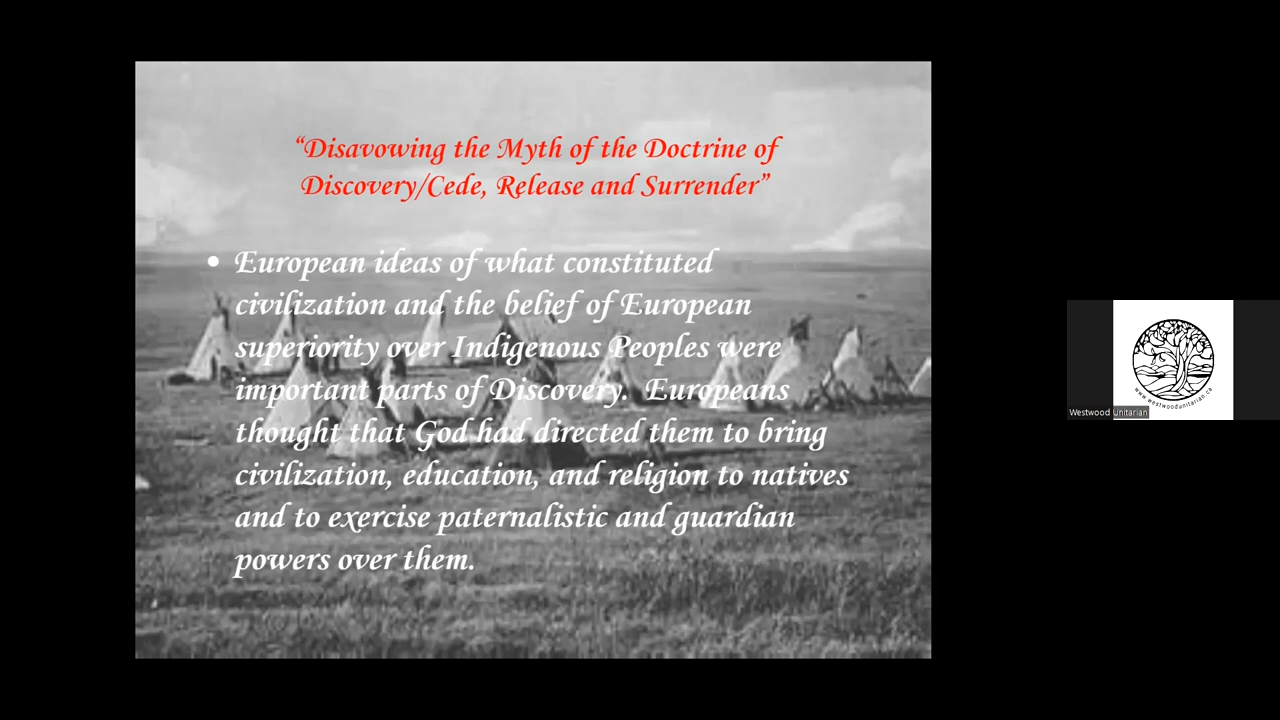 “Disavowing the Myth of the Doctrine of
Discovery/Cede, Release and Surrender”
• European ideas of what constituted
civilization and the belief of European
superiority over Indigenous Peoples were
important parts of Discovery. Europeans
thought that God had directed them to bring
civilization, education, and religion to natives
and to exercise paternalistic and guardian
powers over them.
www.westwoodunitarian.ca
Westwood Unitarian